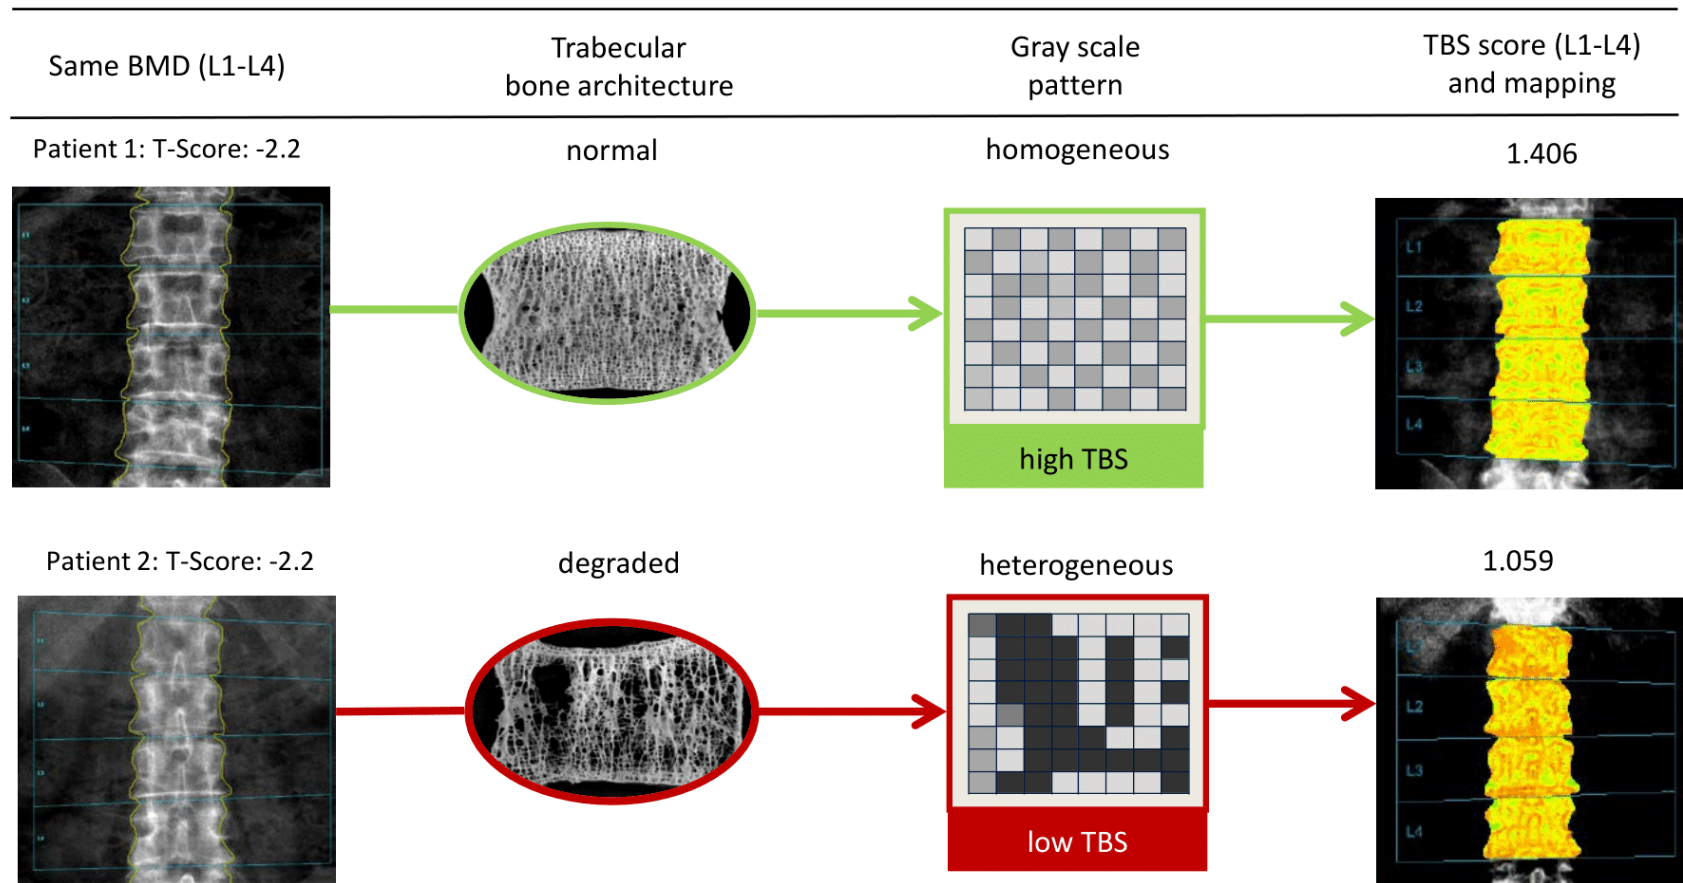 Same BMD (L1-L4)
Trabecular
bone architecture
Gray scale
pattern
TBS score (L1-L4)
and mapping
Patient 1: T-Score: -2.2
normal
homogeneous
1.406
L1
L2
L3
L4
high TBS
Patient 2: T-Score: -2.2
degraded
heterogeneous
1.059
L2
L3
L4
low TBS